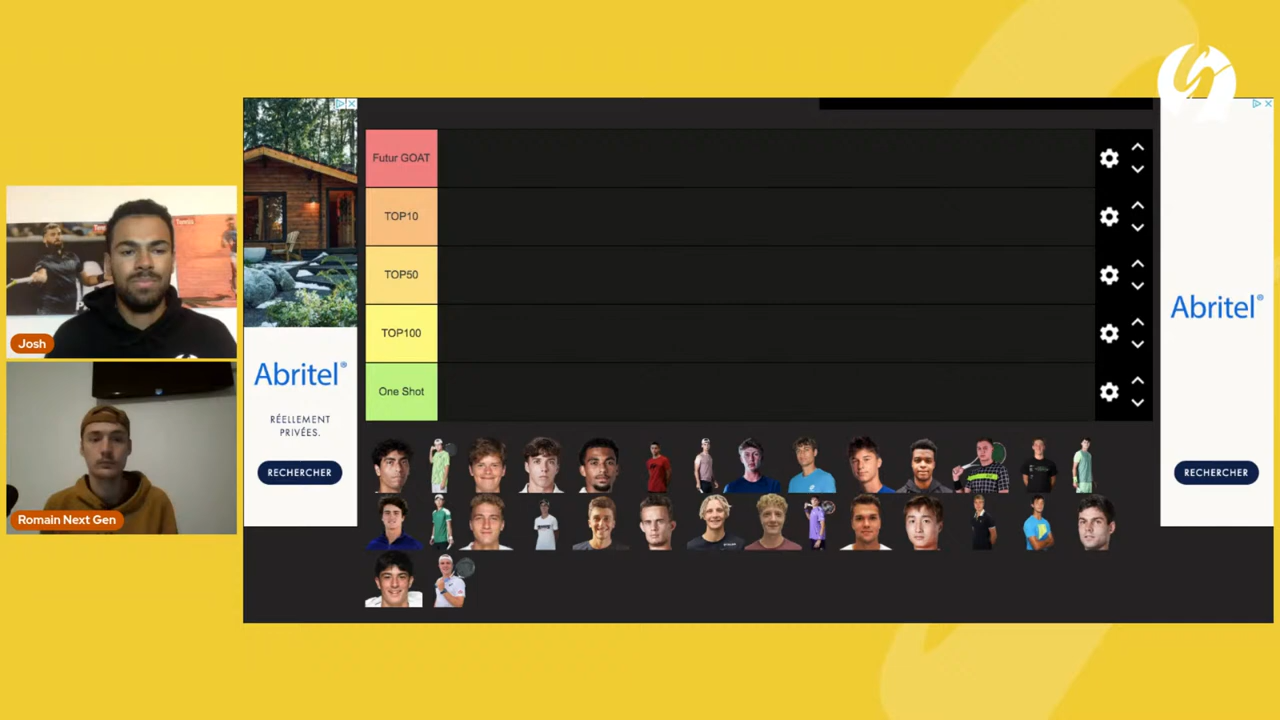 Futur GOAT
TOP10
TOP50
TOP100
One Shot
Josh
Romain Next Gen
Abritel®
RÉELLEMENT
PRIVÉES.
RECHERCHER
Abritel®
RECHERCHER